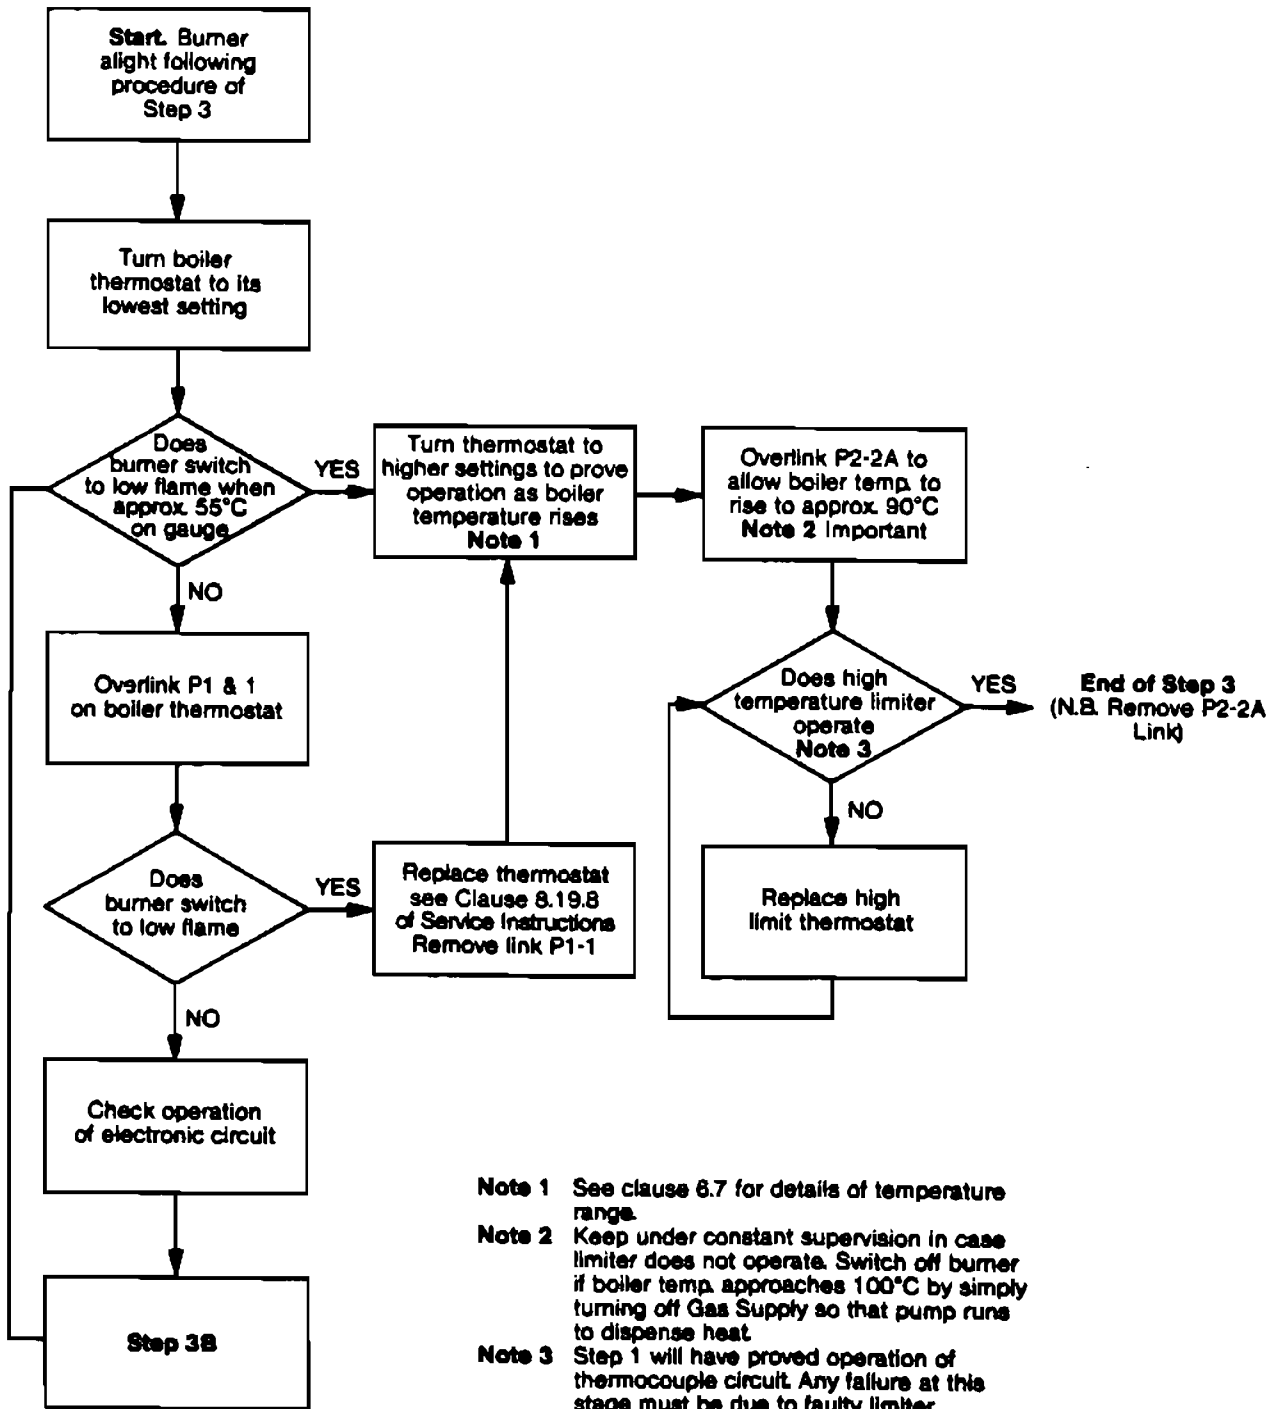 Start. Burner
alight following
procedure of
Step 3
Turn boiler
thermostat to its
lowest setting
Does
burner switch
to low flame when
approx. 55°C
on gauge
YES
NO
Turn thermostat to
higher settings to prove
operation as boiler
temperature rises
Note 1
Overlink P2-2A to
allow boiler temp. to
rise to approx. 90°C
Note 2 Important
Overlink P1 & 1
on boiler thermostat
Does high
temperature limiter
operate
Note 3
YES
End of Step 3
(N.B. Remove P2-2A
Link)
NO
Does
burner switch
to low flame
YES
Replace thermostat
see Clause 8.19.8
of Service Instructions
Remove link P1-1
Replace high
limit thermostat
NO
Check operation
of electronic circuit
Step 3B
Note 1 See clause 6.7 for details of temperature
range.
Note 2 Keep under constant supervision in case
limiter does not operate. Switch off burner
if boiler temp. approaches 100°C by simply
turning off Gas Supply so that pump runs
to dispense heat.
Note 3 Step 1 will have proved operation of
thermocouple circuit. Any failure at this
stage must be due to faulty limiter